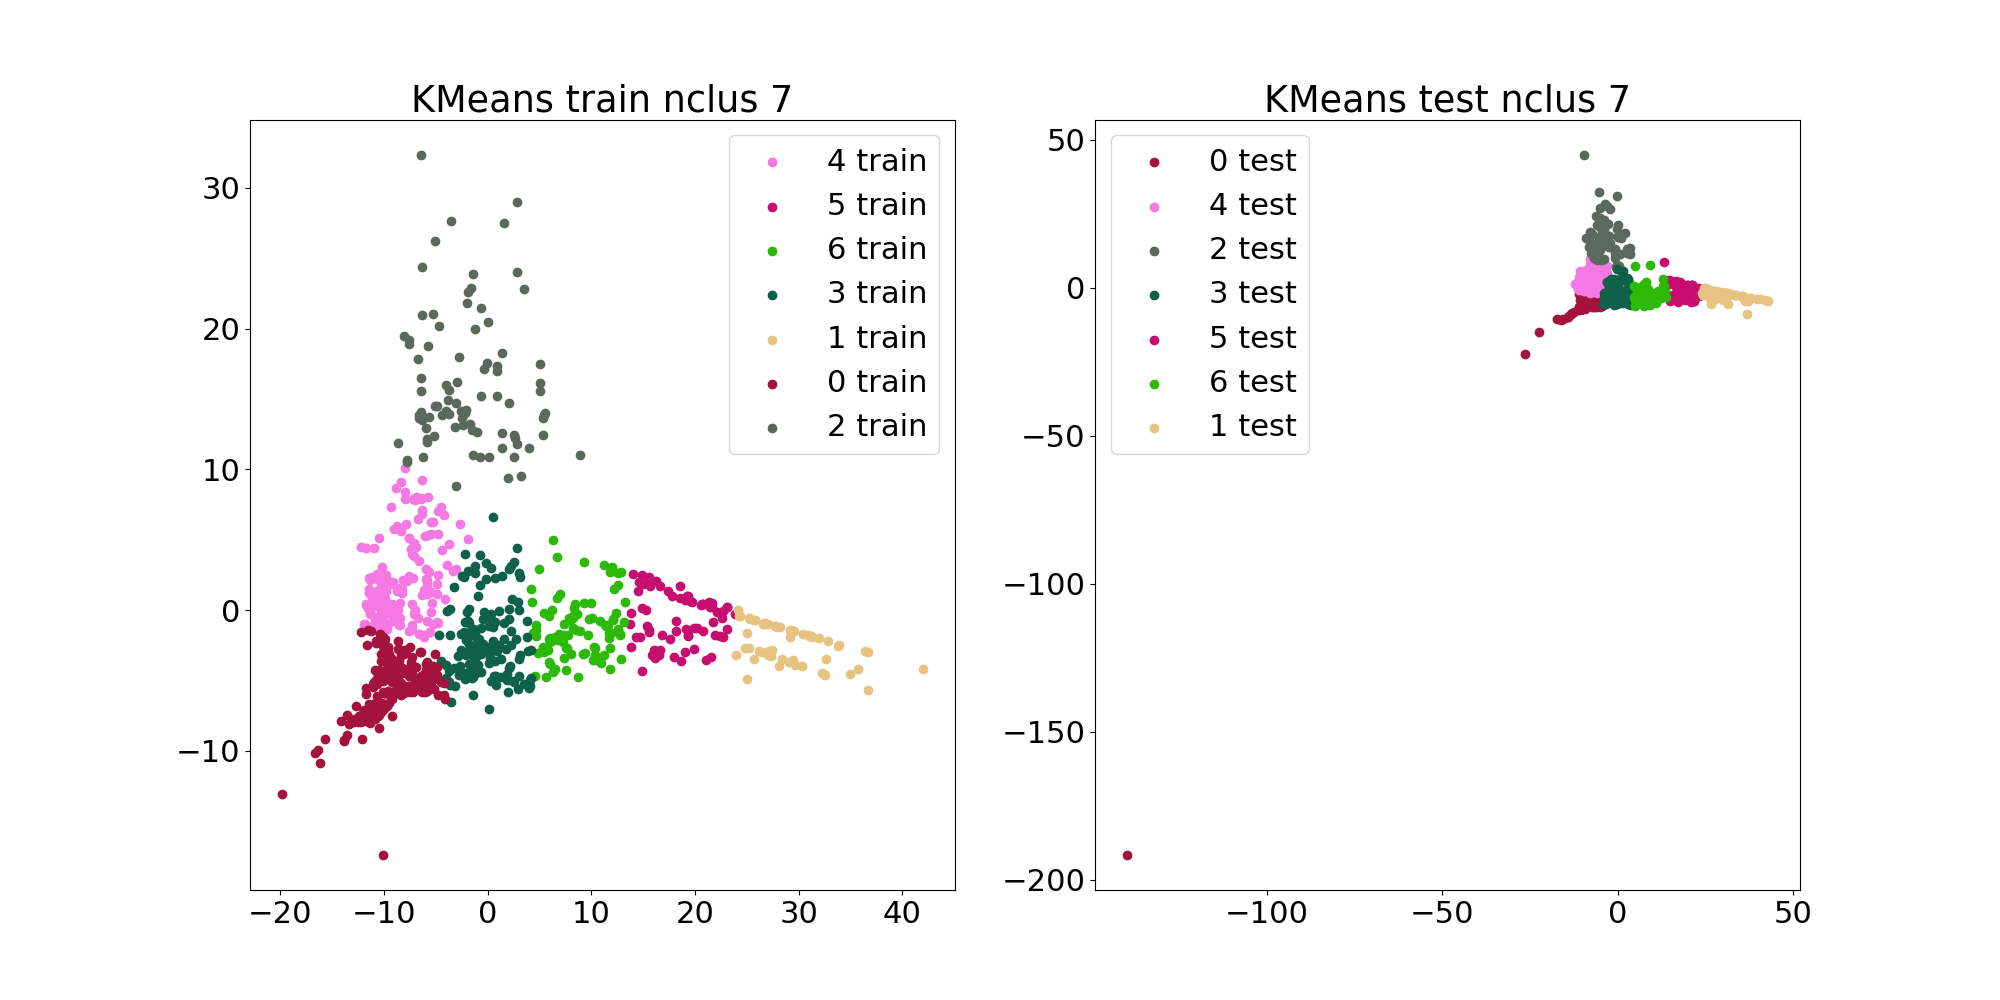 KMeans train nclus 7
30
20
10
0
−10
−20
−10
0
10
20
30
40
4 train
5 train
6 train
3 train
1 train
0 train
2 train
KMeans test nclus 7
50
0
−50
−100
−150
−200
−100
−50
0
50
0 test
4 test
2 test
3 test
5 test
6 test
1 test